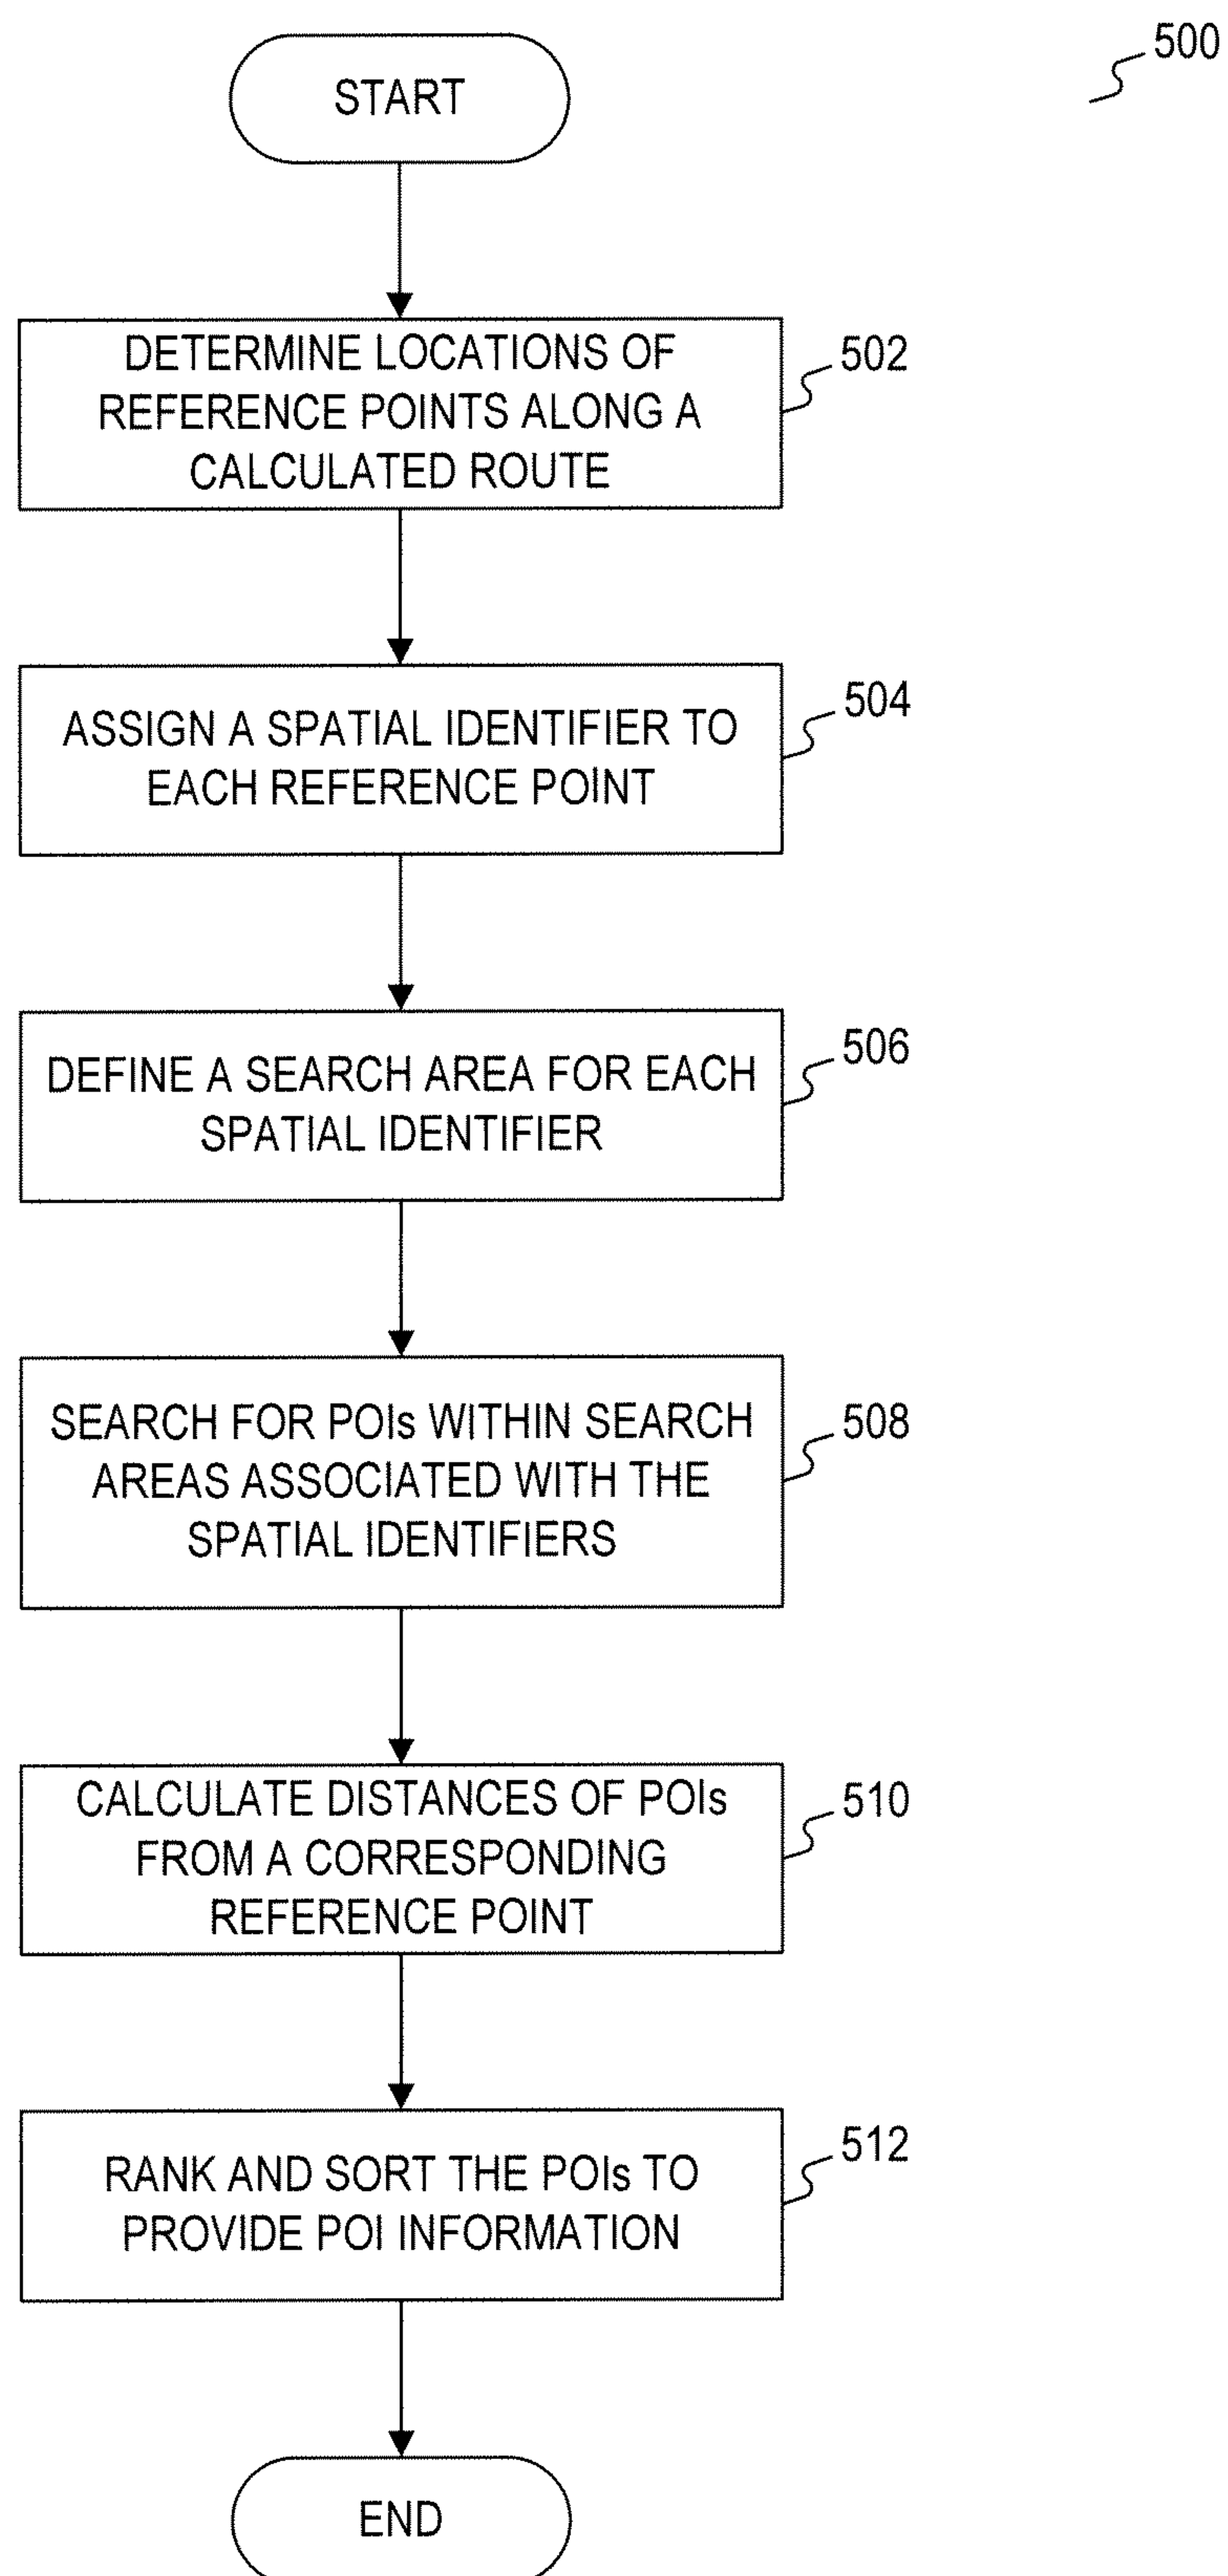 500
START
DETERMINE LOCATIONS OF
REFERENCE POINTS ALONG A
CALCULATED ROUTE
502
ASSIGN A SPATIAL IDENTIFIER TO
EACH REFERENCE POINT
504
DEFINE A SEARCH AREA FOR EACH
SPATIAL IDENTIFIER
506
SEARCH FOR POIs WITHIN SEARCH
AREAS ASSOCIATED WITH THE
SPATIAL IDENTIFIERS
508
CALCULATE DISTANCES OF POIs
FROM A CORRESPONDING
REFERENCE POINT
510
RANK AND SORT THE POIs TO
PROVIDE POI INFORMATION
512
END